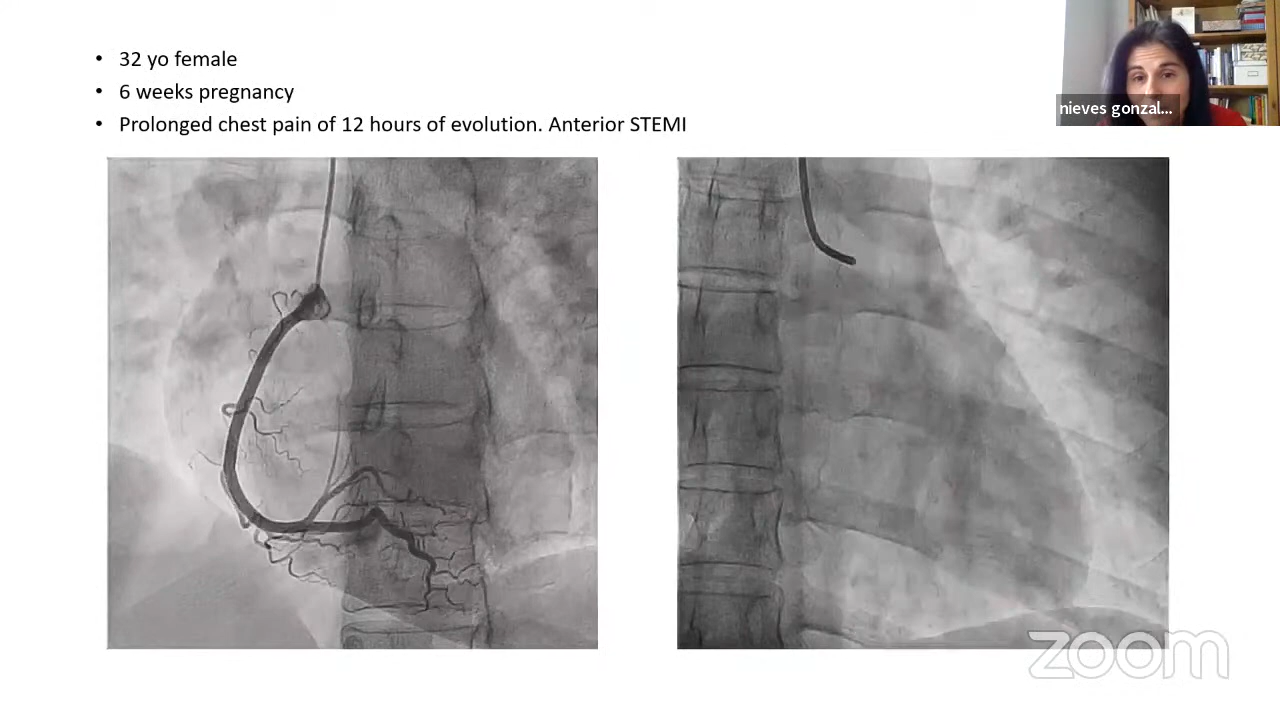 • 32 yo female
• 6 weeks pregnancy
• Prolonged chest pain of 12 hours of evolution. Anterior STEMI
nieves gonzal...
zoom